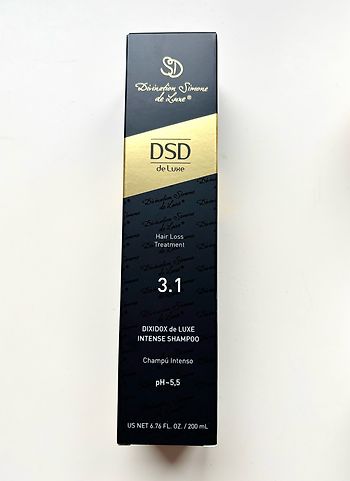 SD
Divination Simone
de Luxe®
DSD
de Luxe
Hair Loss
Treatment
3.1
DIXIDOX de LUXE
INTENSE SHAMPOO
Champú Intenso
pH~5,5
US NET 6.76 FL. OZ. / 200 mL